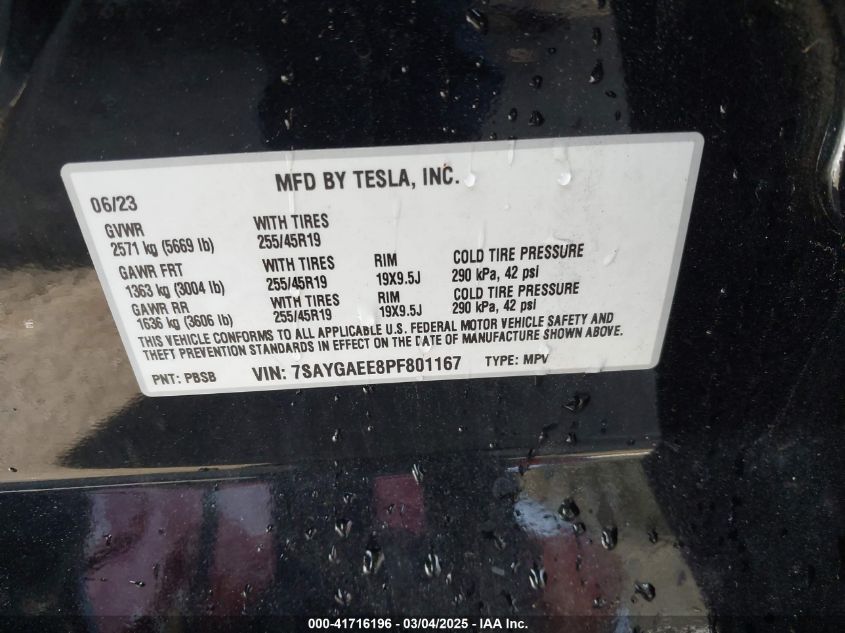 MFD BY TESLA, INC.
06/23
GVWR WITH TIRES
2571 kg (5669 lb) 255/45R19
GAWR FRT WITH TIRES RIM COLD TIRE PRESSURE
1363 kg (3004 lb) 255/45R19 19X9.5J 290 kPa, 42 psi
GAWR RR WITH TIRES RIM COLD TIRE PRESSURE
1636 kg (3606 lb) 255/45R19 19X9.5J 290 kPa, 42 psi
THIS VEHICLE CONFORMS TO ALL APPLICABLE U.S. FEDERAL MOTOR VEHICLE SAFETY AND
THEFT PREVENTION STANDARDS IN EFFECT ON THE DATE OF MANUFACTURE SHOWN ABOVE.
PNT: PBSB VIN: 7SAYGAEE8PF801167 TYPE: MPV
000-41716196 - 03/04/2025 - IAA Inc.